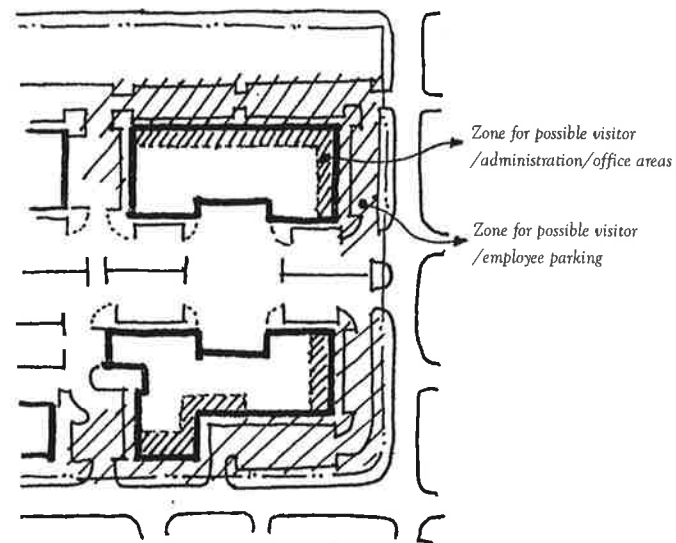 Zone for possible visitor
/administration/office areas
Zone for possible visitor
/employee parking